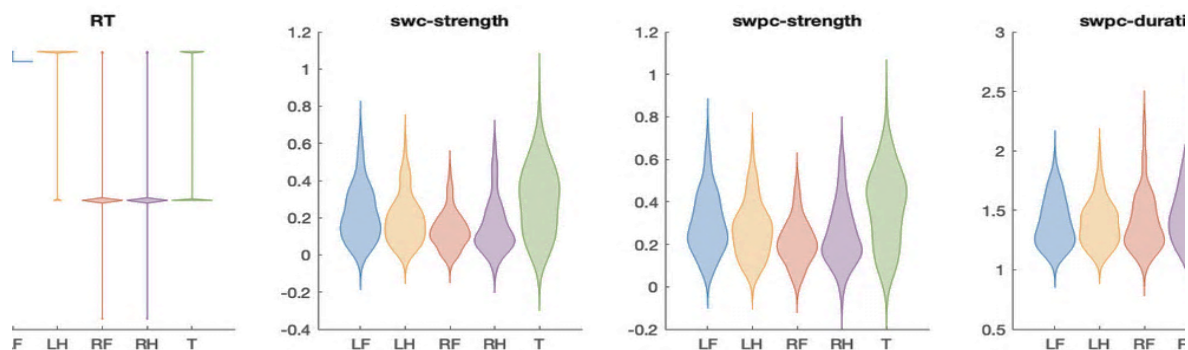 RT
LH RF RH T
swc-strength
1.2
1
0.8
0.6
0.4
0.2
0
-0.2
-0.4
LF LH RF RH T
swpc-strength
1.2
1
0.8
0.6
0.4
0.2
0
-0.2
LF LH RF RH T
swpc-durati
3
2.5
2
1.5
1
0.5
LF LH RF